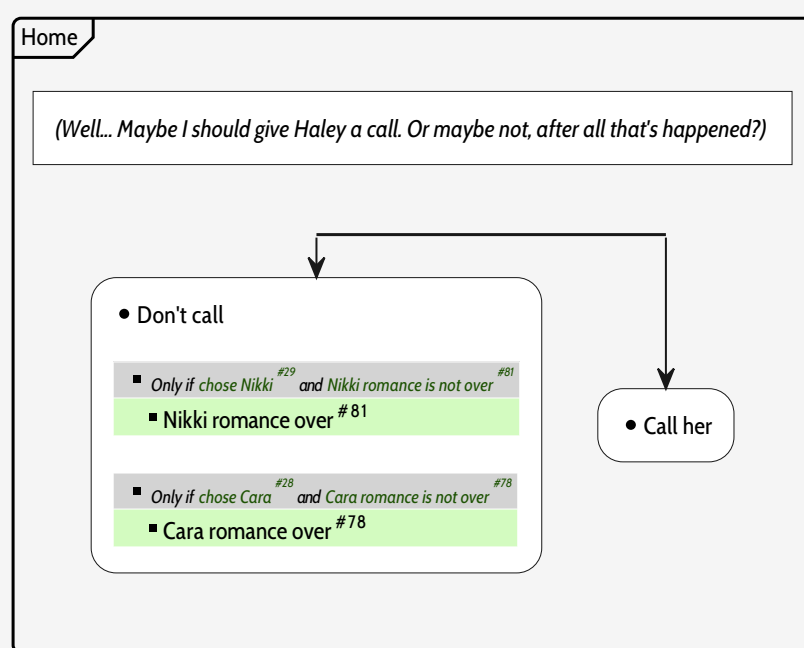 Home
(Well... Maybe I should give Haley a call. Or maybe not, after all that's happened?)
Don't call
Only if chose Nikki #29 and Nikki romance is not over #81
Nikki romance over #81
Only if chose Cara #28 and Cara romance is not over #78
Cara romance over #78
Call her